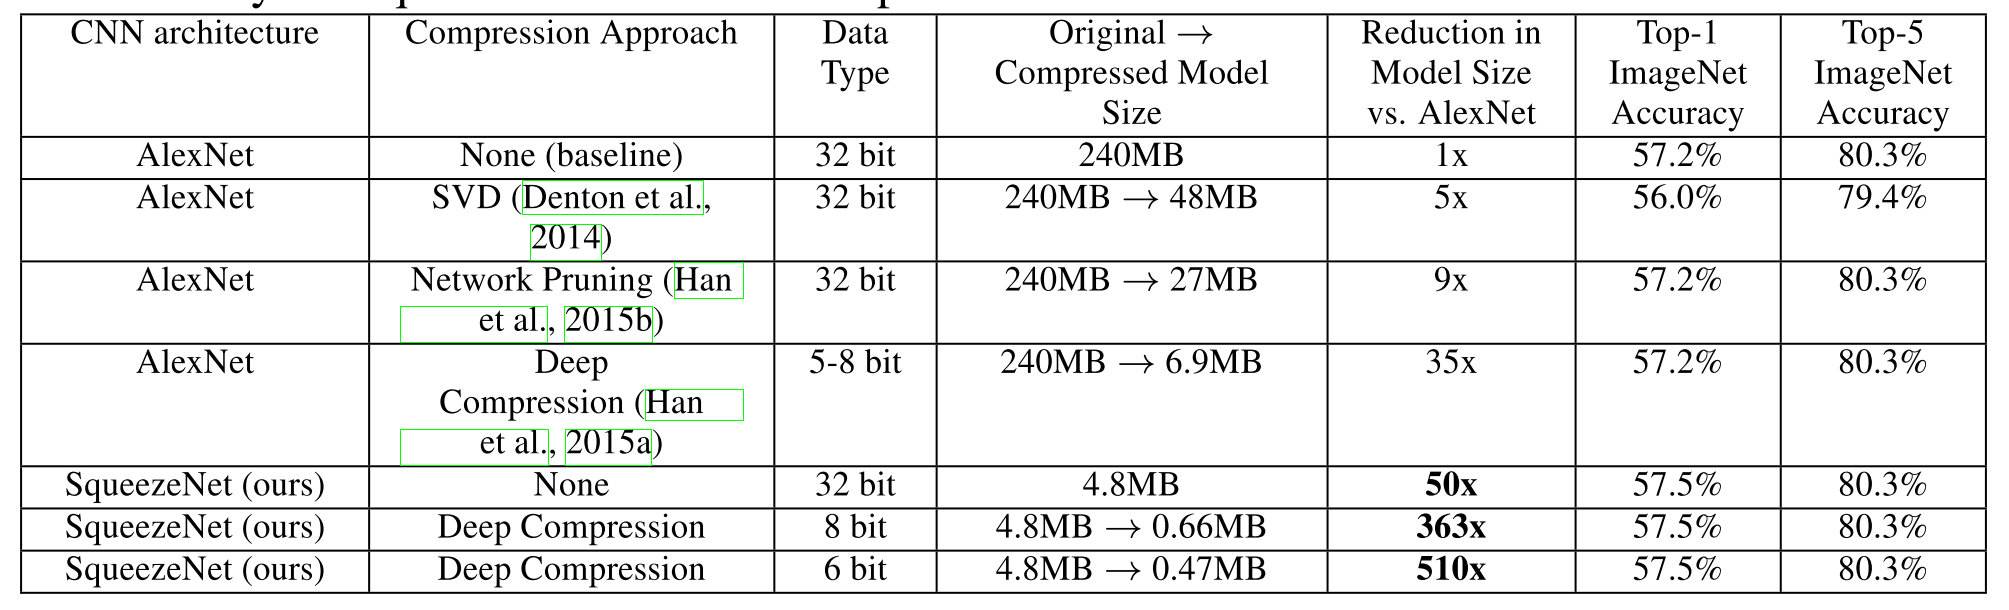 CNN architecture Compression Approach Data Type Original → Compressed Model Size Reduction in Model Size vs. AlexNet Top-1 ImageNet Accuracy Top-5 ImageNet Accuracy
AlexNet None (baseline) 32 bit 240MB 1x 57.2% 80.3%
AlexNet SVD (Denton et al., 2014) 32 bit 240MB → 48MB 5x 56.0% 79.4%
AlexNet Network Pruning (Han et al., 2015b) 32 bit 240MB → 27MB 9x 57.2% 80.3%
AlexNet Deep Compression (Han et al., 2015a) 5-8 bit 240MB → 6.9MB 35x 57.2% 80.3%
SqueezeNet (ours) None 32 bit 4.8MB 50x 57.5% 80.3%
SqueezeNet (ours) Deep Compression 8 bit 4.8MB → 0.66MB 363x 57.5% 80.3%
SqueezeNet (ours) Deep Compression 6 bit 4.8MB → 0.47MB 510x 57.5% 80.3%